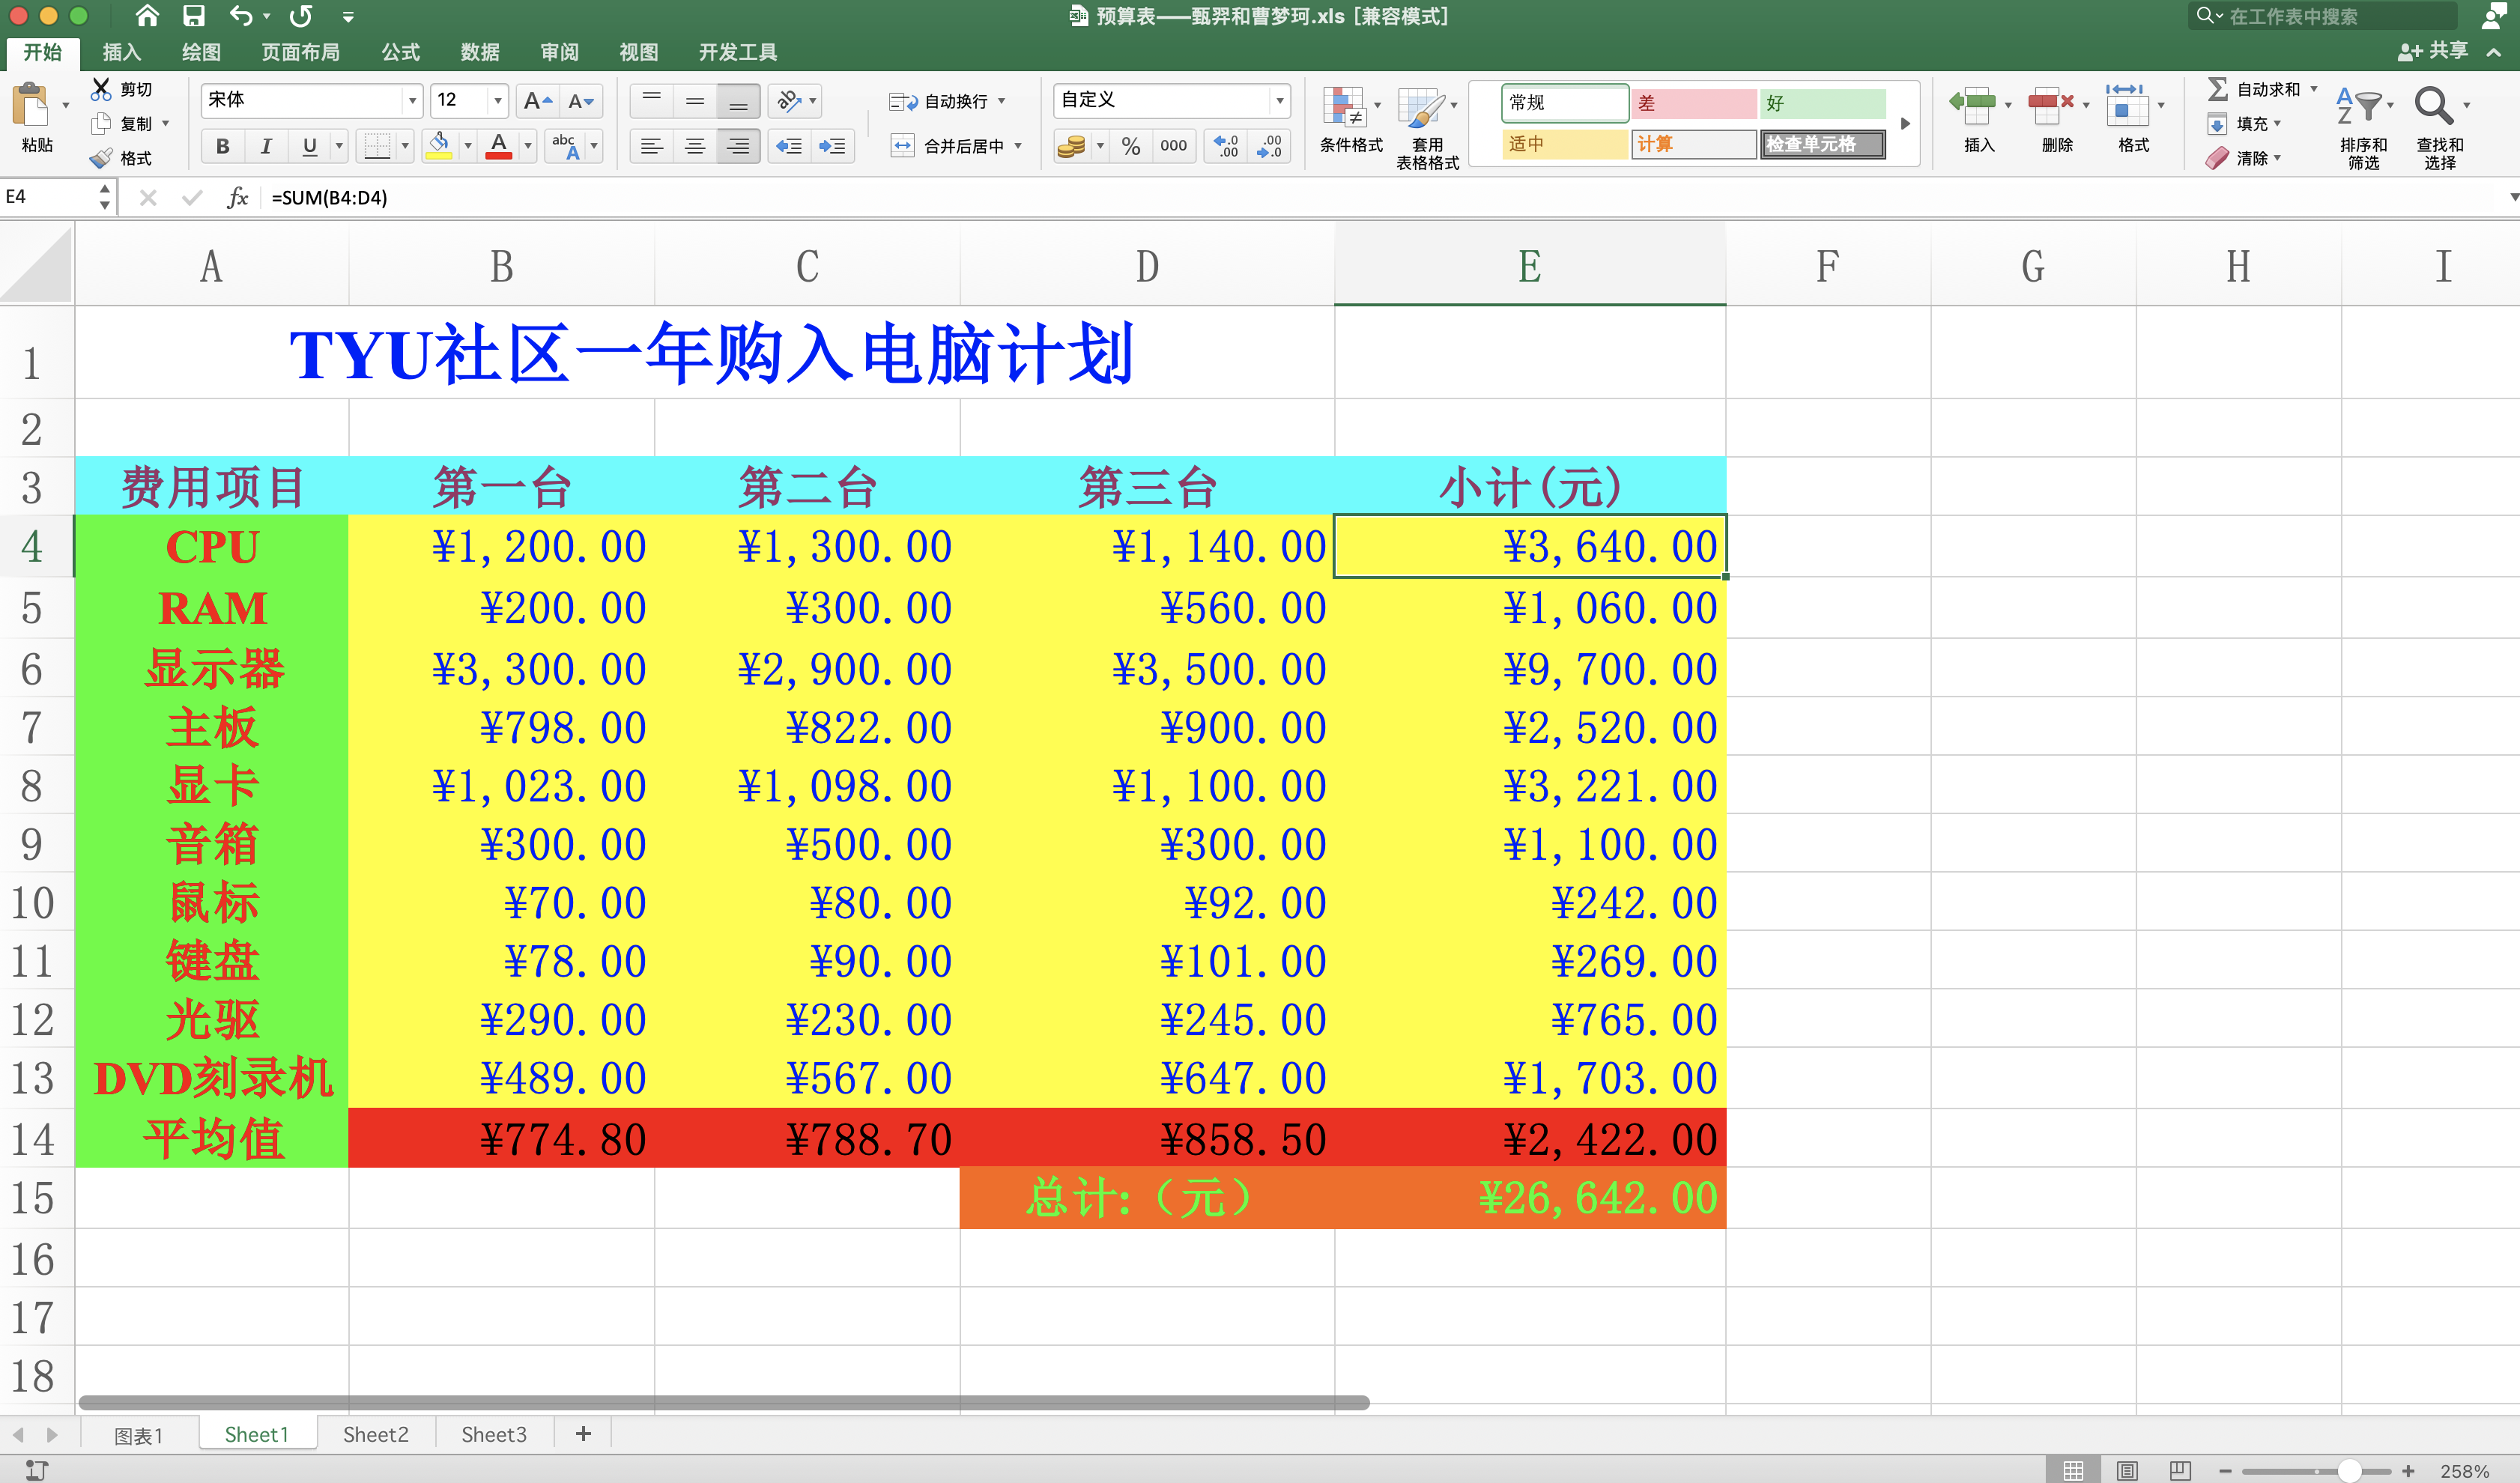 预算表——甄羿和曹梦珂.xls [兼容模式]
在工作表中搜索
开始 插入 绘图 页面布局 公式 数据 审阅 视图 开发工具 共享
粘贴 剪切 复制 格式
宋体 12
B I U A A A abc A ab
自动换行
合并后居中
自定义
% 000 .0 .00 .00 .0
条件格式
套用
表格格式
常规 差 好
适中 计算 检查单元格
插入 删除 格式
自动求和
填充
清除
A Z
排序和
筛选
查找和
选择
E4 fx =SUM(B4:D4)
A B C D E F G H I
1 TYU社区一年购入电脑计划
2
3 费用项目 第一台 第二台 第三台 小计(元)
4 CPU ¥1,200.00 ¥1,300.00 ¥1,140.00 ¥3,640.00
5 RAM ¥200.00 ¥300.00 ¥560.00 ¥1,060.00
6 显示器 ¥3,300.00 ¥2,900.00 ¥3,500.00 ¥9,700.00
7 主板 ¥798.00 ¥822.00 ¥900.00 ¥2,520.00
8 显卡 ¥1,023.00 ¥1,098.00 ¥1,100.00 ¥3,221.00
9 音箱 ¥300.00 ¥500.00 ¥300.00 ¥1,100.00
10 鼠标 ¥70.00 ¥80.00 ¥92.00 ¥242.00
11 键盘 ¥78.00 ¥90.00 ¥101.00 ¥269.00
12 光驱 ¥290.00 ¥230.00 ¥245.00 ¥765.00
13 DVD刻录机 ¥489.00 ¥567.00 ¥647.00 ¥1,703.00
14 平均值 ¥774.80 ¥788.70 ¥858.50 ¥2,422.00
15 总计:（元） ¥26,642.00
16
17
18
图表1 Sheet1 Sheet2 Sheet3 +
258%